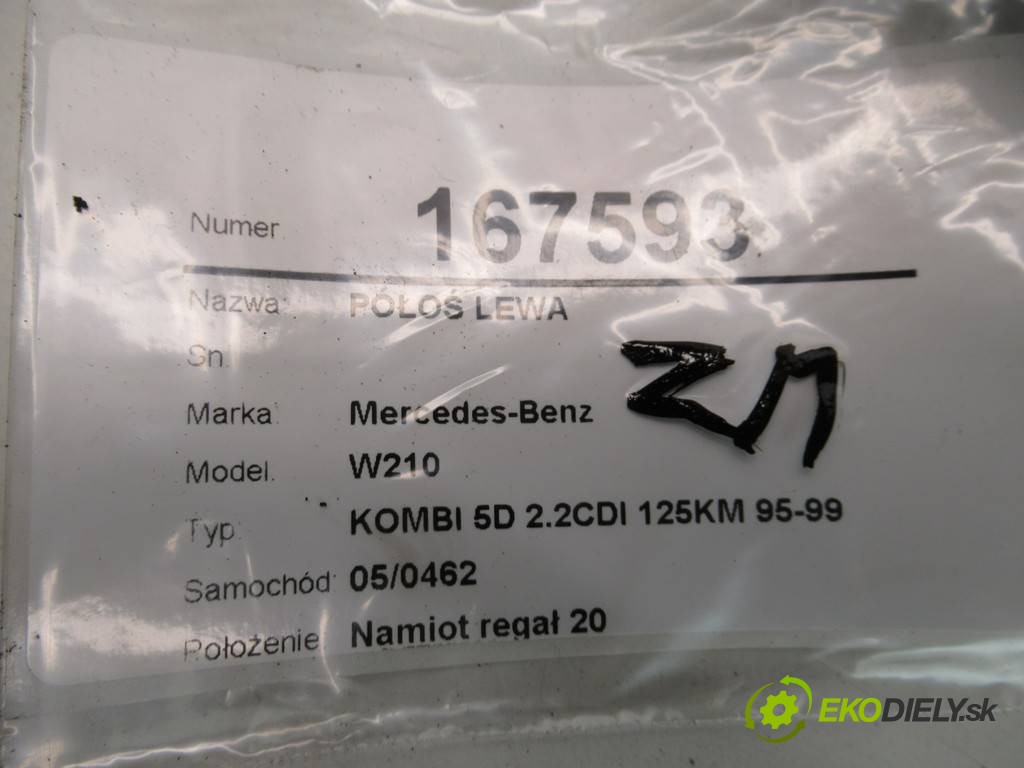 Numer: 167593
Nazwa: PÓŁOŚ LEWA
Sn.
ZM
Marka: Mercedes-Benz
Model: W210
Typ: KOMBI 5D 2.2CDI 125KM 95-99
Samochód: 05/0462
Położenie: Namiot regał 20
EKODIELY.sk